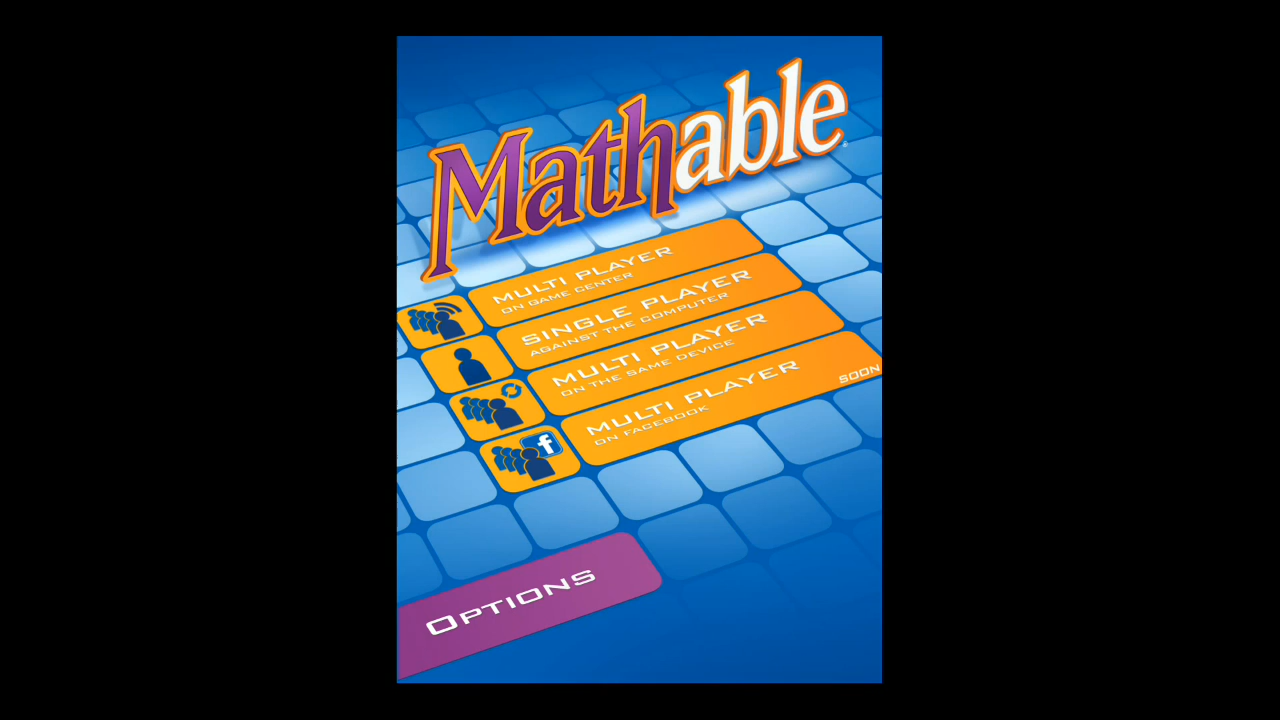 Mathable
MULTI PLAYER
ON GAME CENTER
SINGLE PLAYER
AGAINST THE COMPUTER
MULTI PLAYER
ON THE SAME DEVICE
MULTI PLAYER
ON FACEBOOK
SOON
f
OPTIONS